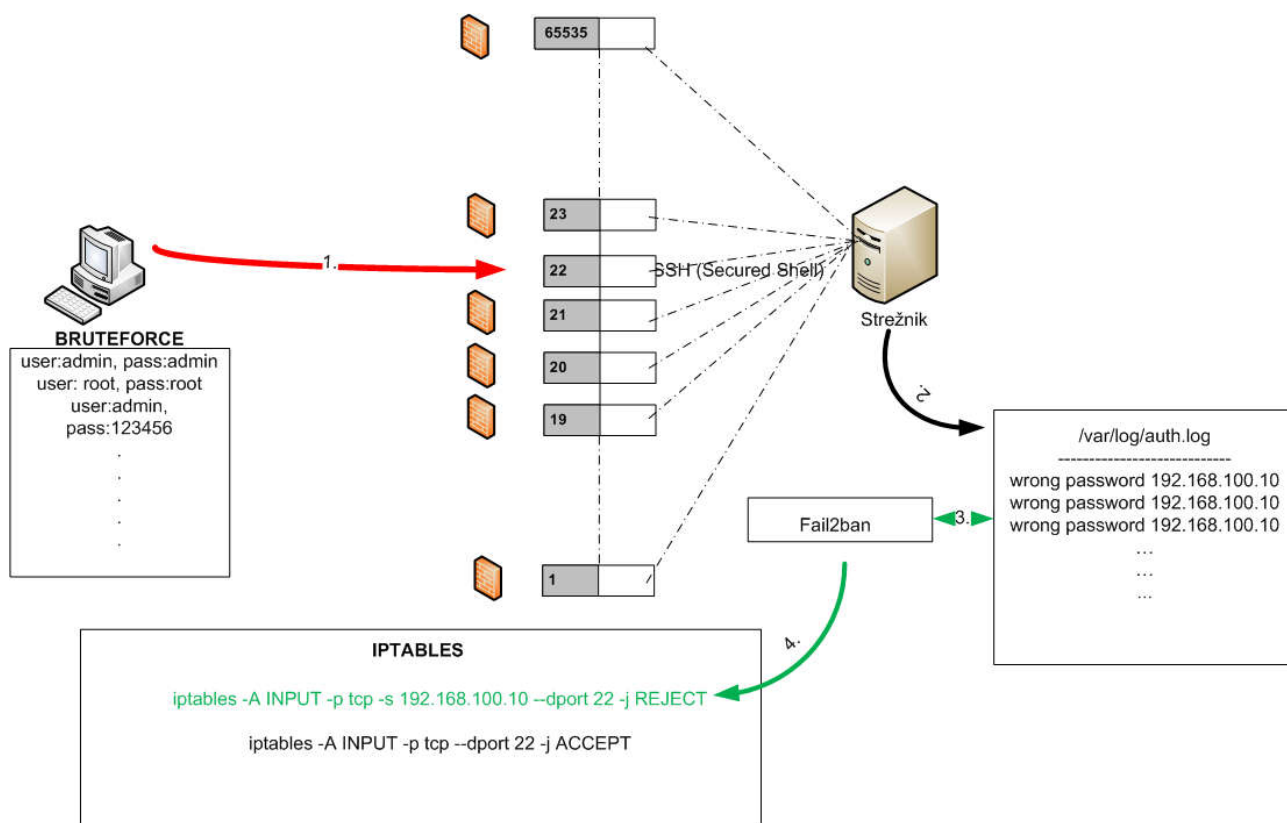 65535
23
22
SSH (Secured Shell)
21
20
19
1
1.
BRUTEFORCE
user:admin, pass:admin
user: root, pass:root
user:admin,
pass:123456
.
.
.
.
.
Strežnik
2.
/var/log/auth.log
----------------------------
wrong password 192.168.100.10
wrong password 192.168.100.10
wrong password 192.168.100.10
...
...
...
3.
Fail2ban
4.
IPTABLES
iptables -A INPUT -p tcp -s 192.168.100.10 --dport 22 -j REJECT
iptables -A INPUT -p tcp --dport 22 -j ACCEPT